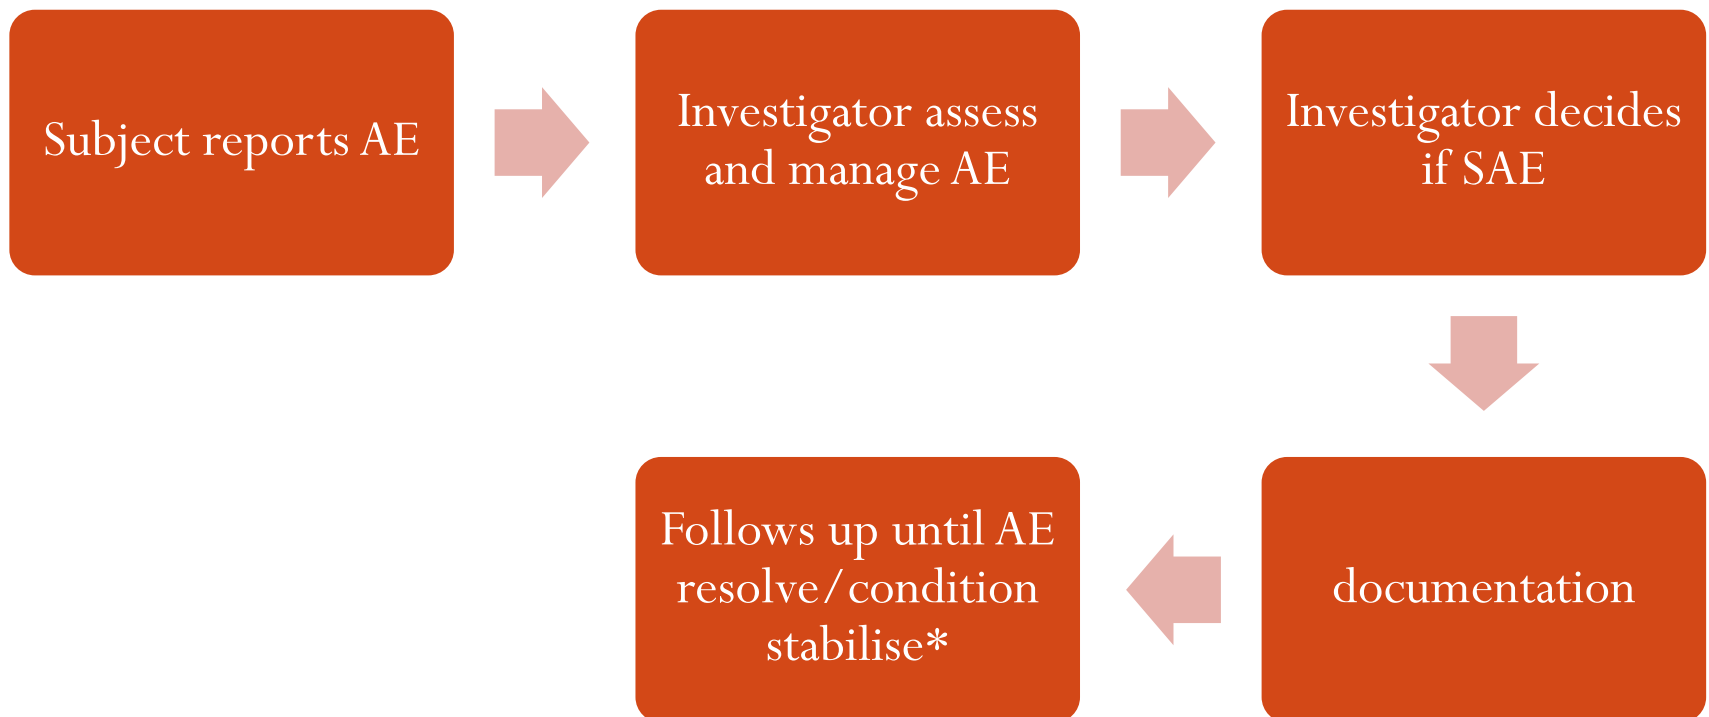 Subject reports AE
Investigator assess
and manage AE
Investigator decides
if SAE
documentation
Follows up until AE
resolve/condition
stabilise*